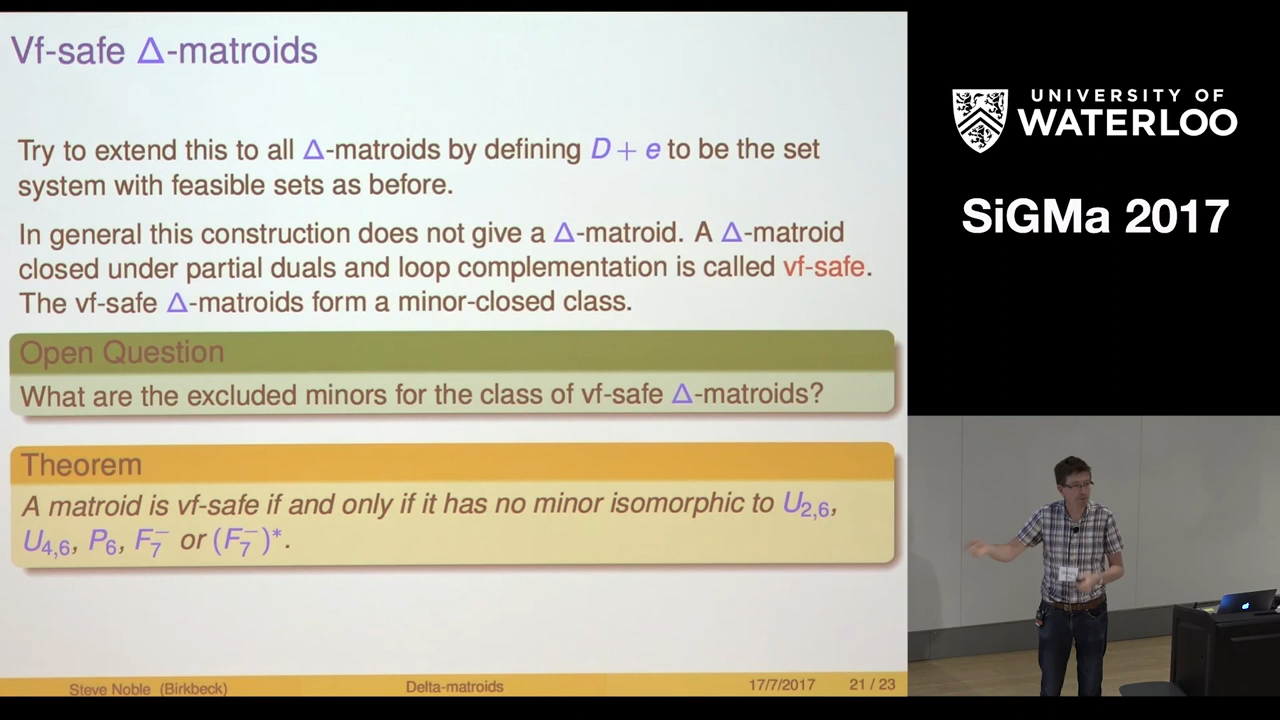 Vf-safe Δ-matroids
Try to extend this to all Δ-matroids by defining D + e to be the set
system with feasible sets as before.
In general this construction does not give a Δ-matroid. A Δ-matroid
closed under partial duals and loop complementation is called vf-safe.
The vf-safe Δ-matroids form a minor-closed class.
Open Question
What are the excluded minors for the class of vf-safe Δ-matroids?
Theorem
A matroid is vf-safe if and only if it has no minor isomorphic to U₂,₆,
U₄,₆, P₆, F₇⁻ or (F₇⁻)*.
Steve Noble (Birkbeck) Delta-matroids 17/7/2017 21 / 23
UNIVERSITY OF
WATERLOO
SiGMa 2017